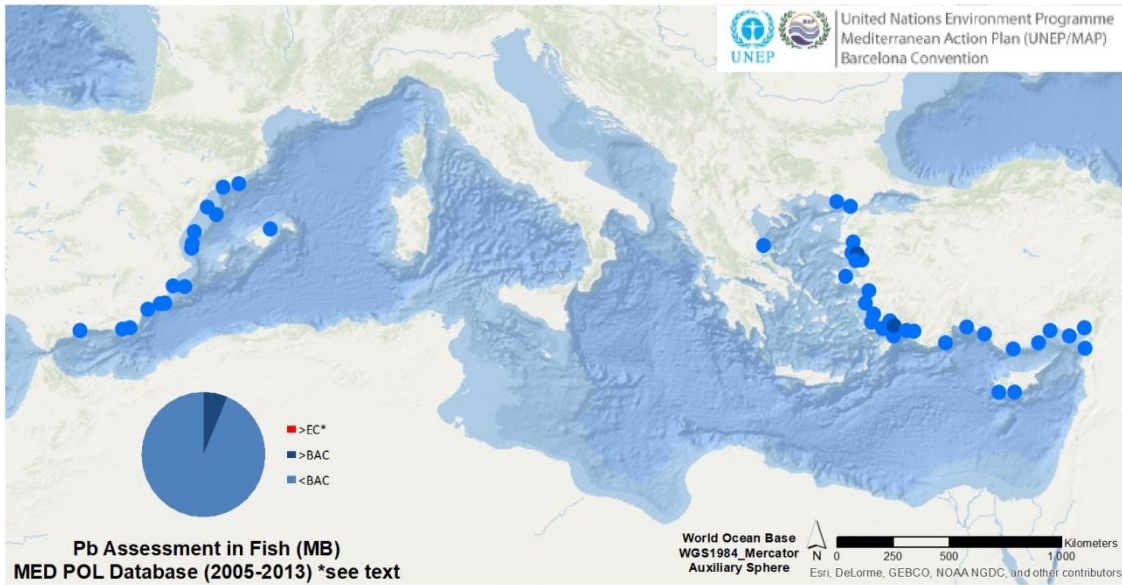 UNEP
MAP
United Nations Environment Programme
Mediterranean Action Plan (UNEP/MAP)
Barcelona Convention
>EC*
>BAC
<BAC
Pb Assessment in Fish (MB)
MED POL Database (2005-2013) *see text
World Ocean Base
WGS1984_Mercator
Auxiliary Sphere
N
Kilometers
0 250 500 1 000
Esri, DeLorme, GEBCO, NOAA NGDC, and other contributors